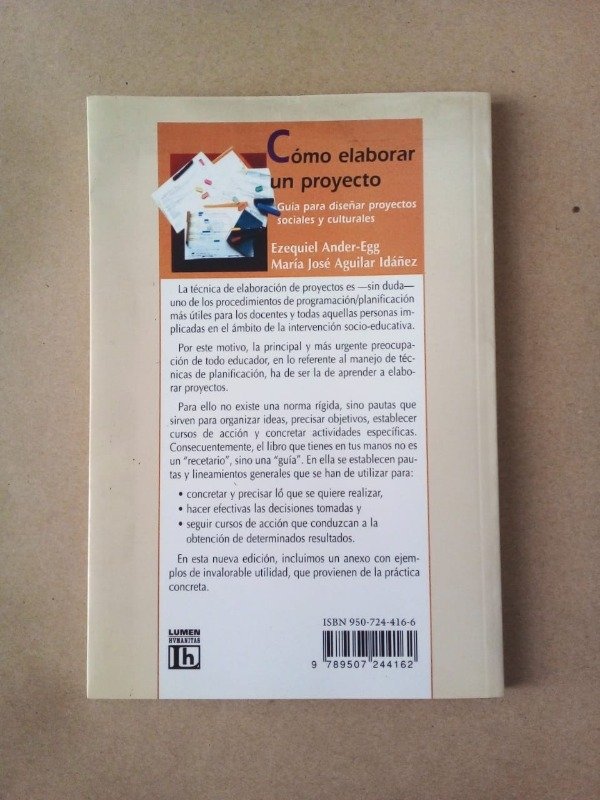 Cómo elaborar
un proyecto
Guía para diseñar proyectos
sociales y culturales
Ezequiel Ander-Egg
María José Aguilar Idáñez
La técnica de elaboración de proyectos es —sin duda—
uno de los procedimientos de programación/planificación
más útiles para los docentes y todas aquellas personas im-
plicadas en el ámbito de la intervención socio-educativa.
Por este motivo, la principal y más urgente preocupa-
ción de todo educador, en lo referente al manejo de téc-
nicas de planificación, ha de ser la de aprender a elabo-
rar proyectos.
Para ello no existe una norma rígida, sino pautas que
sirven para organizar ideas, precisar objetivos, establecer
cursos de acción y concretar actividades específicas.
Consecuentemente, el libro que tienes en tus manos no es
un "recetario", sino una "guía". En ella se establecen pau-
tas y lineamientos generales que se han de utilizar para:
• concretar y precisar lo que se quiere realizar,
• hacer efectivas las decisiones tomadas y
• seguir cursos de acción que conduzcan a la
obtención de determinados resultados.
En esta nueva edición, incluimos un anexo con ejem-
plos de invalorable utilidad, que provienen de la práctica
concreta.
ISBN 950-724-416-6
9 789507 244162
LUMEN
HVMANITAS
lh